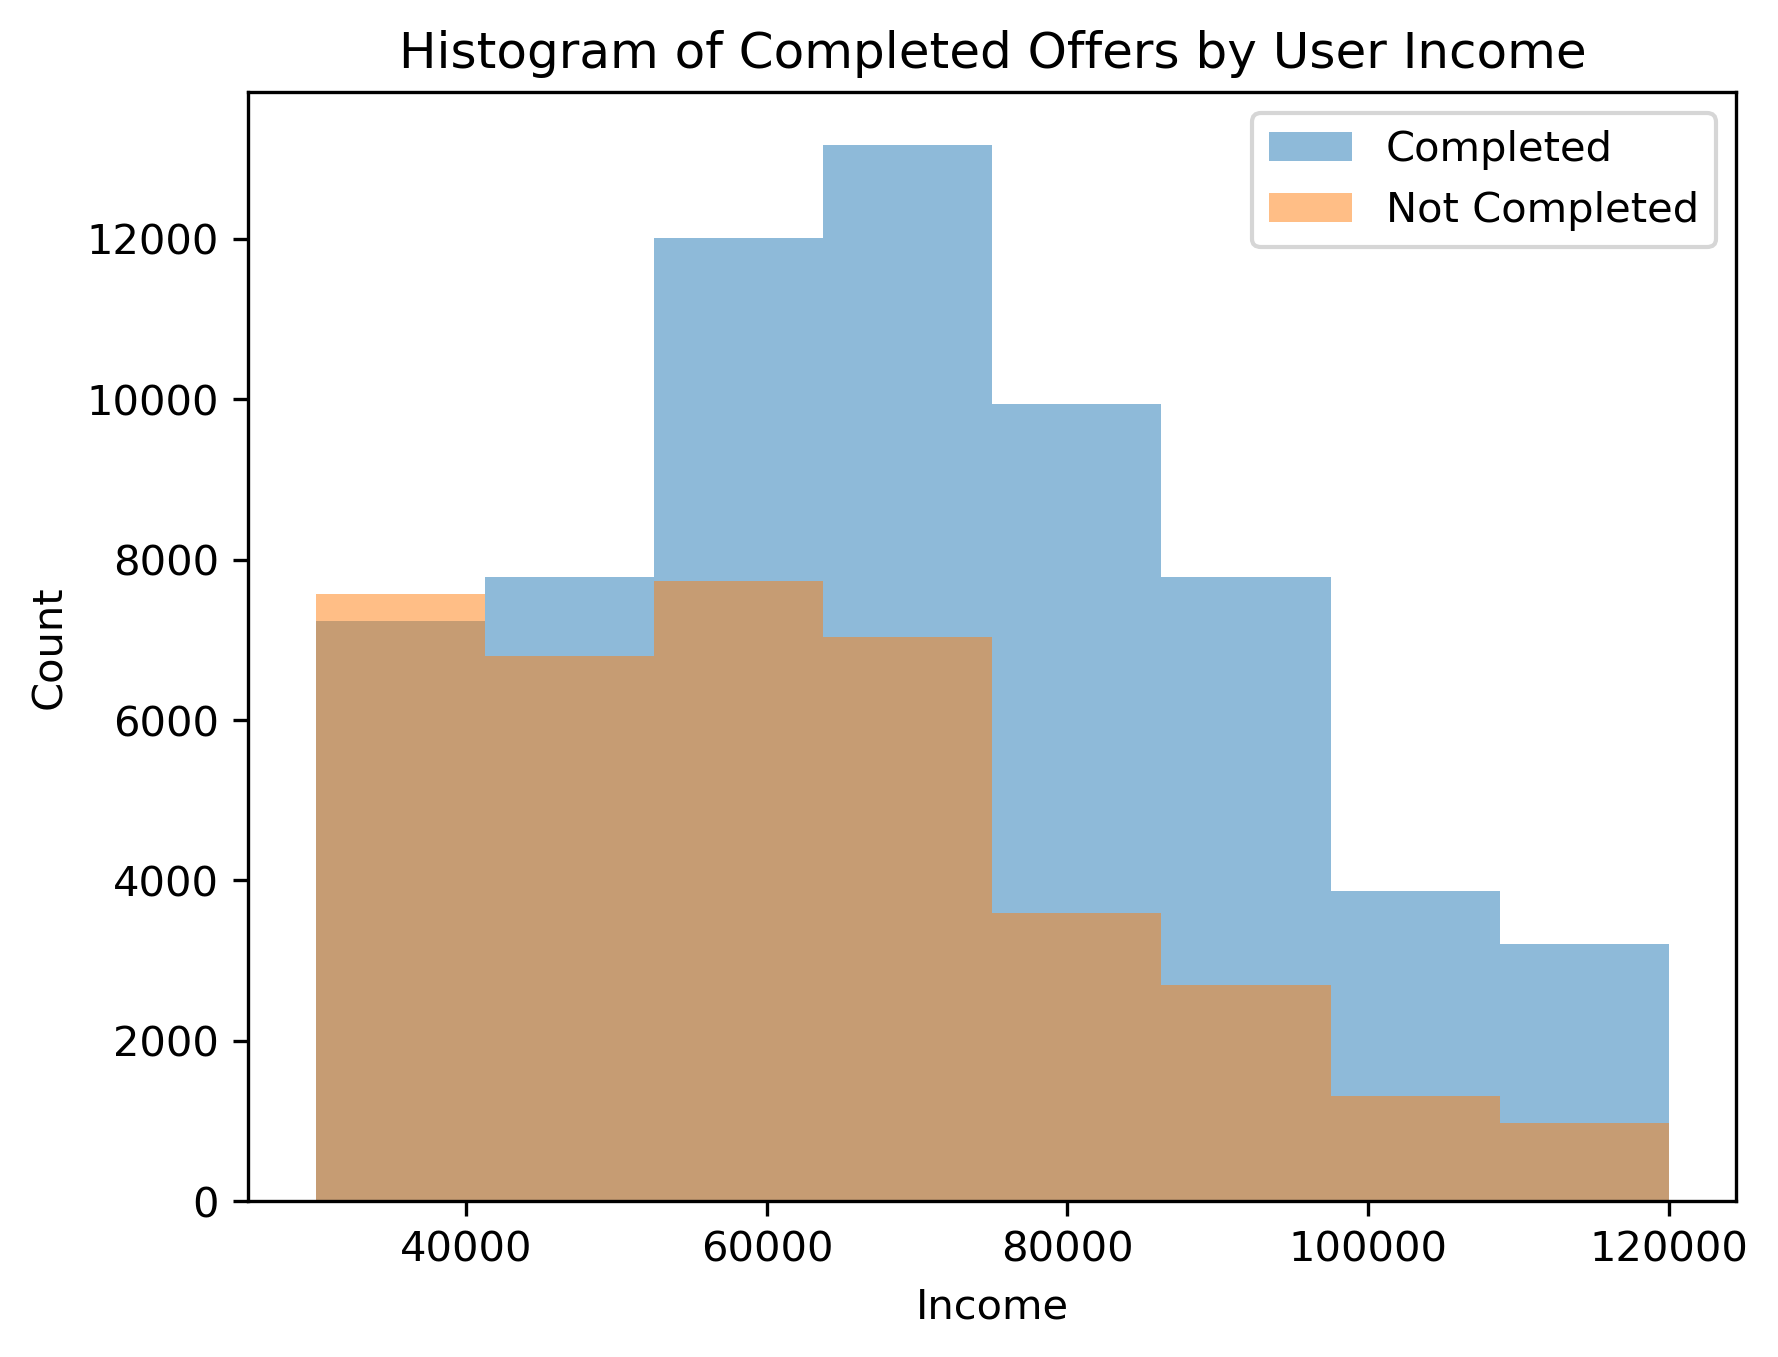 Histogram of Completed Offers by User Income
Completed
Not Completed
12000
10000
8000
6000
4000
2000
0
Count
40000 60000 80000 100000 120000
Income